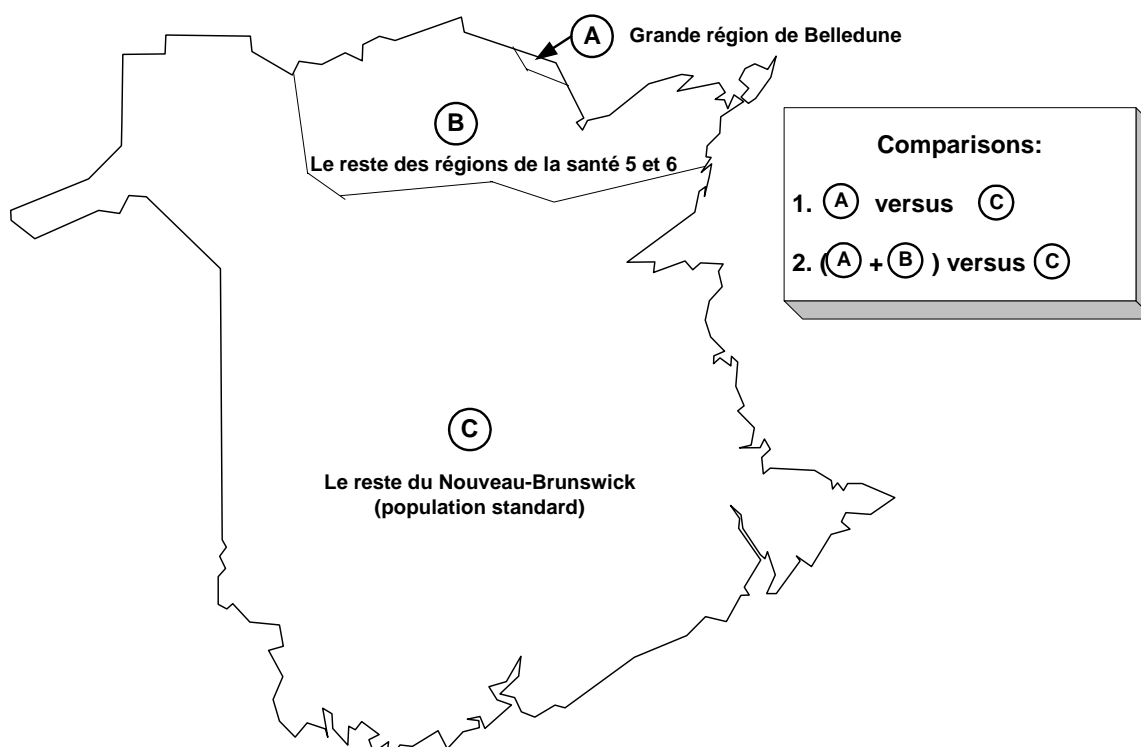 A Grande région de Belledune
B
Le reste des régions de la santé 5 et 6
Comparisons:
1. A versus C
2. (A + B ) versus C
C
Le reste du Nouveau-Brunswick
(population standard)